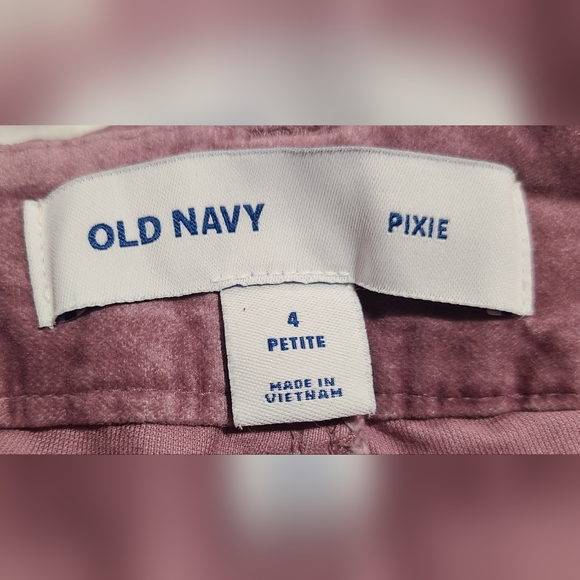 OLD NAVY PIXIE
4
PETITE
MADE IN
VIETNAM